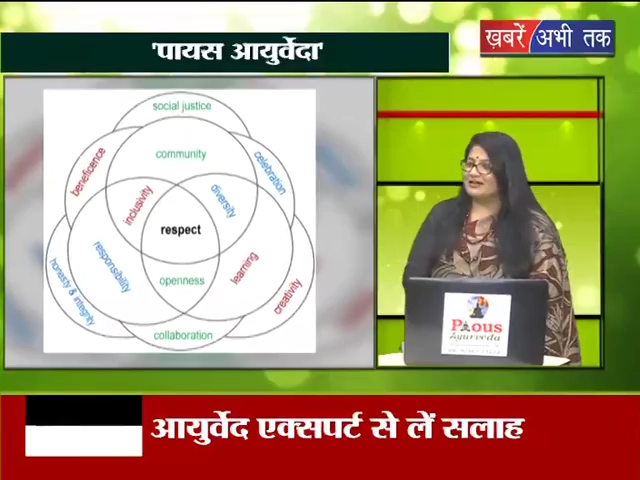 'पायस आयुर्वेदा'
ख़बरें अभी तक
social justice
community
beneficence
celebration
inclusivity
diversity
respect
responsibility
learning
honesty & integrity
openness
creativity
collaboration
Pious
Ayurveda
आयुर्वेद एक्सपर्ट से लें सलाह